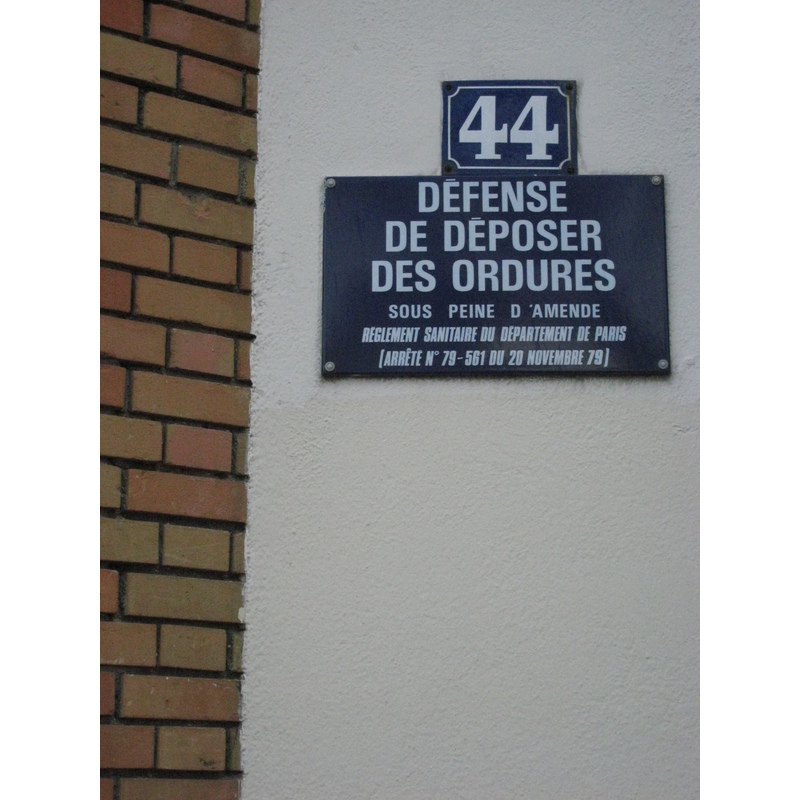 44
DÉFENSE
DE DÉPOSER
DES ORDURES
SOUS PEINE D'AMENDE
RÈGLEMENT SANITAIRE DU DÉPARTEMENT DE PARIS
(ARRÊTE N° 79-561 DU 20 NOVEMBRE 79)